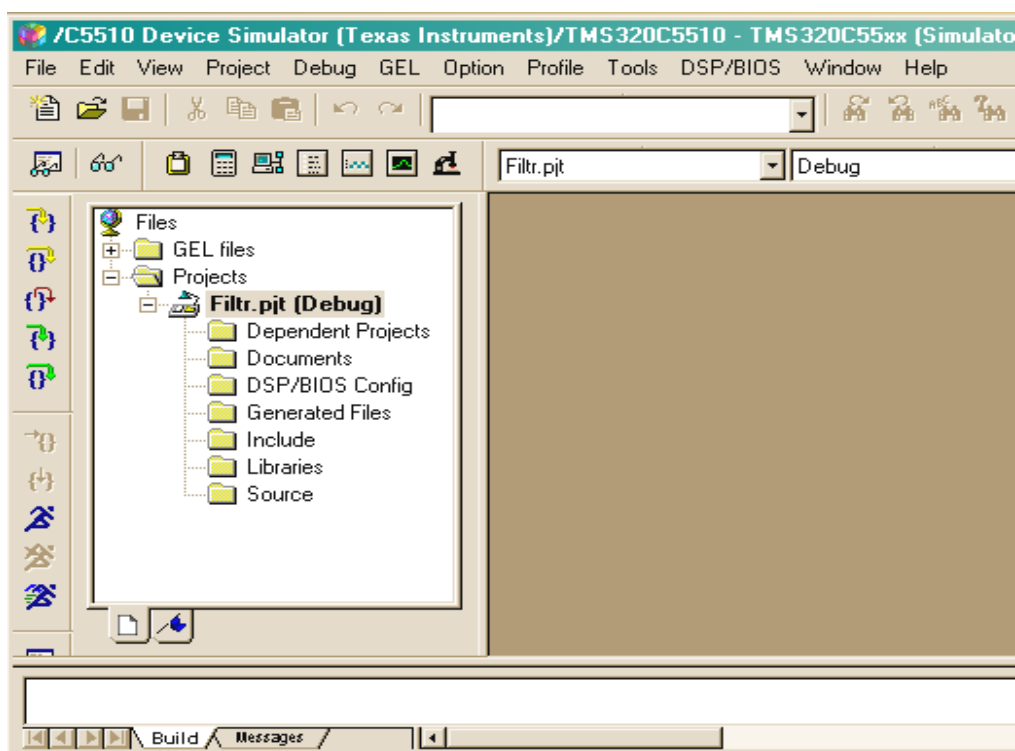 /C5510 Device Simulator (Texas Instruments)/TMS320C5510 - TMS320C55xx (Simulato
File Edit View Project Debug GEL Option Profile Tools DSP/BIOS Window Help
Filtr.pjt Debug
Files
GEL files
Projects
Filtr.pjt (Debug)
Dependent Projects
Documents
DSP/BIOS Config
Generated Files
Include
Libraries
Source
Build Messages